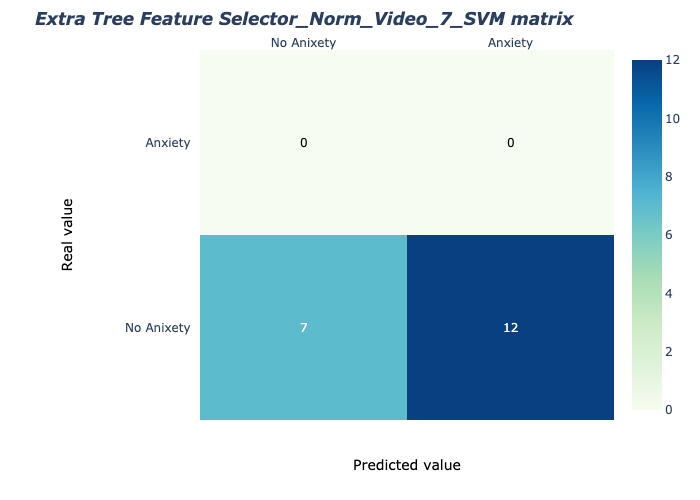 Extra Tree Feature Selector_Norm_Video_7_SVM matrix
No Anixety
Anxiety
12
10
8
6
4
2
0
Real value
Anxiety
0
0
No Anixety
7
12
Predicted value